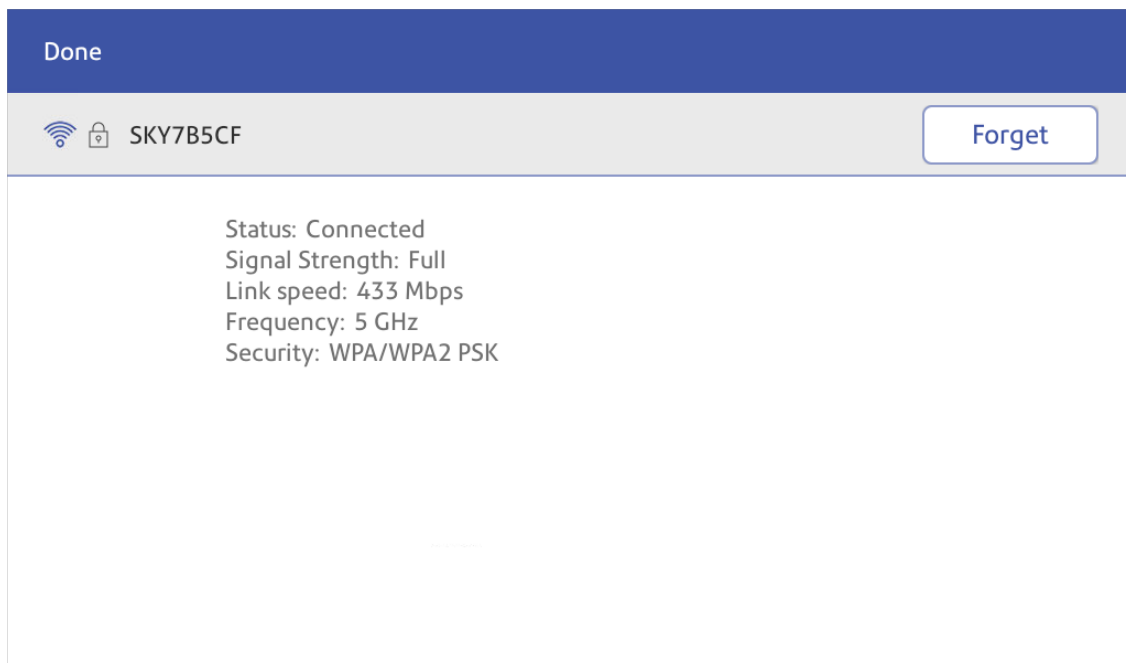 Done
SKY7B5CF
Forget
Status: Connected
Signal Strength: Full
Link speed: 433 Mbps
Frequency: 5 GHz
Security: WPA/WPA2 PSK